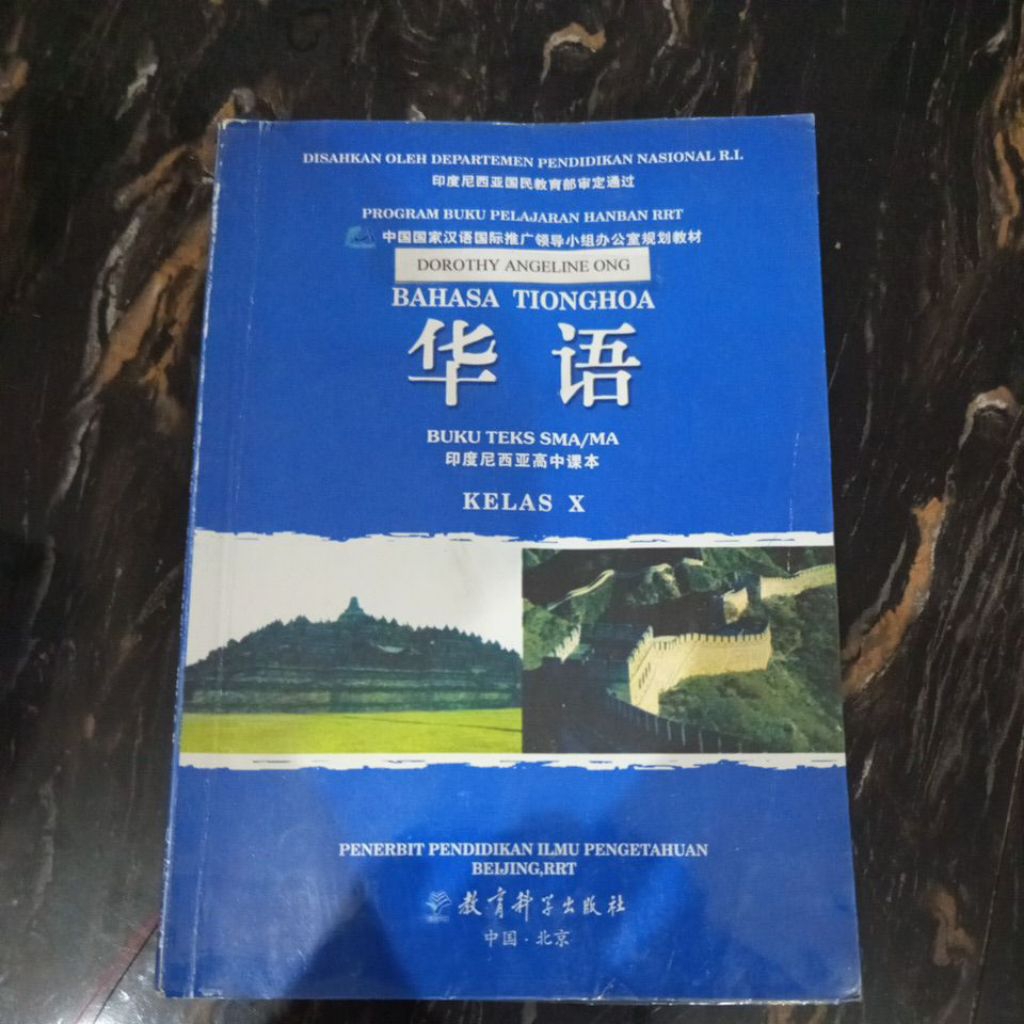 DISAHKAN OLEH DEPARTEMEN PENDIDIKAN NASIONAL R.I.
印度尼西亚国民教育部审定通过
PROGRAM BUKU PELAJARAN HANBAN RRT
中国国家汉语国际推广领导小组办公室规划教材
DOROTHY ANGELINE ONG
BAHASA TIONGHOA
华语
BUKU TEKS SMA/MA
印度尼西亚高中课本
KELAS X
PENERBIT PENDIDIKAN ILMU PENGETAHUAN
BEIJING,RRT
教育科学出版社
中国·北京